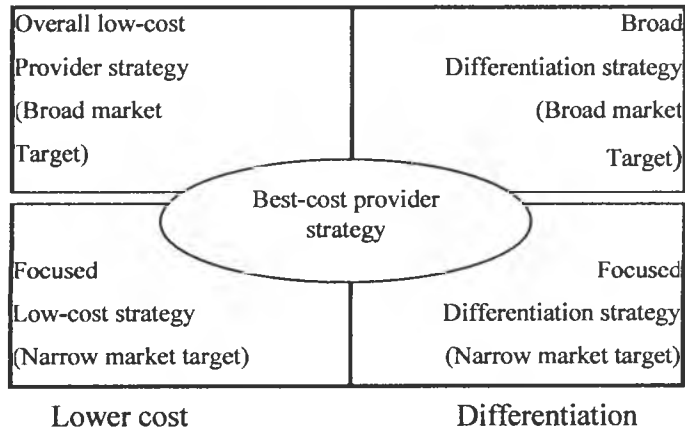 Overall low-cost
Provider strategy
(Broad market
Target)
Broad
Differentiation strategy
(Broad market
Target)
Best-cost provider
strategy
Focused
Low-cost strategy
(Narrow market target)
Focused
Differentiation strategy
(Narrow market target)
Lower cost
Differentiation